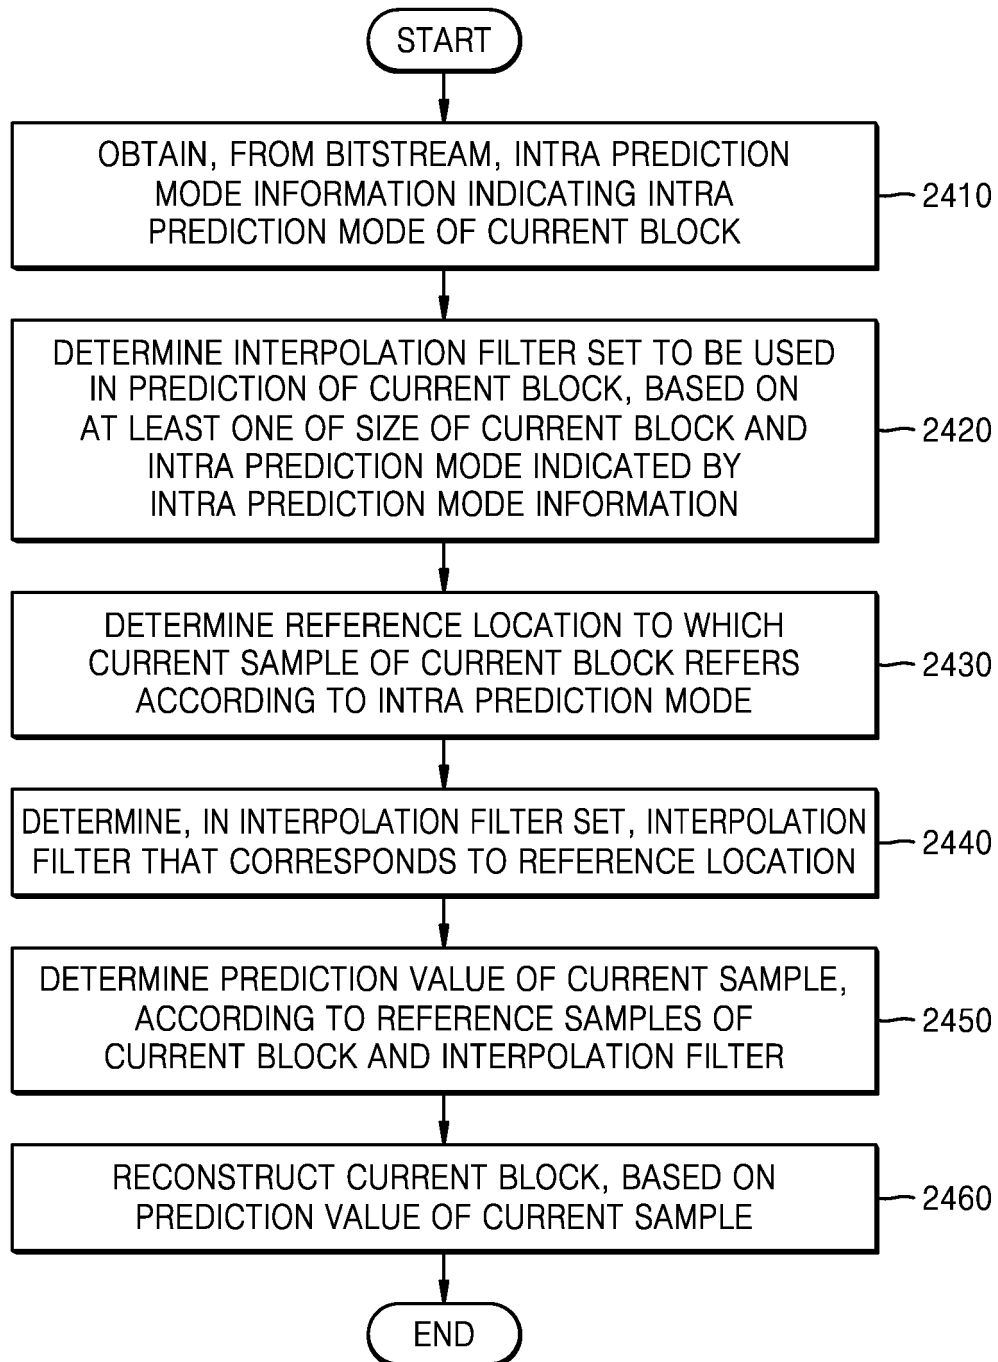 START
OBTAIN, FROM BITSTREAM, INTRA PREDICTION
MODE INFORMATION INDICATING INTRA
PREDICTION MODE OF CURRENT BLOCK
2410
DETERMINE INTERPOLATION FILTER SET TO BE USED
IN PREDICTION OF CURRENT BLOCK, BASED ON
AT LEAST ONE OF SIZE OF CURRENT BLOCK AND
INTRA PREDICTION MODE INDICATED BY
INTRA PREDICTION MODE INFORMATION
2420
DETERMINE REFERENCE LOCATION TO WHICH
CURRENT SAMPLE OF CURRENT BLOCK REFERS
ACCORDING TO INTRA PREDICTION MODE
2430
DETERMINE, IN INTERPOLATION FILTER SET, INTERPOLATION
FILTER THAT CORRESPONDS TO REFERENCE LOCATION
2440
DETERMINE PREDICTION VALUE OF CURRENT SAMPLE,
ACCORDING TO REFERENCE SAMPLES OF
CURRENT BLOCK AND INTERPOLATION FILTER
2450
RECONSTRUCT CURRENT BLOCK, BASED ON
PREDICTION VALUE OF CURRENT SAMPLE
2460
END